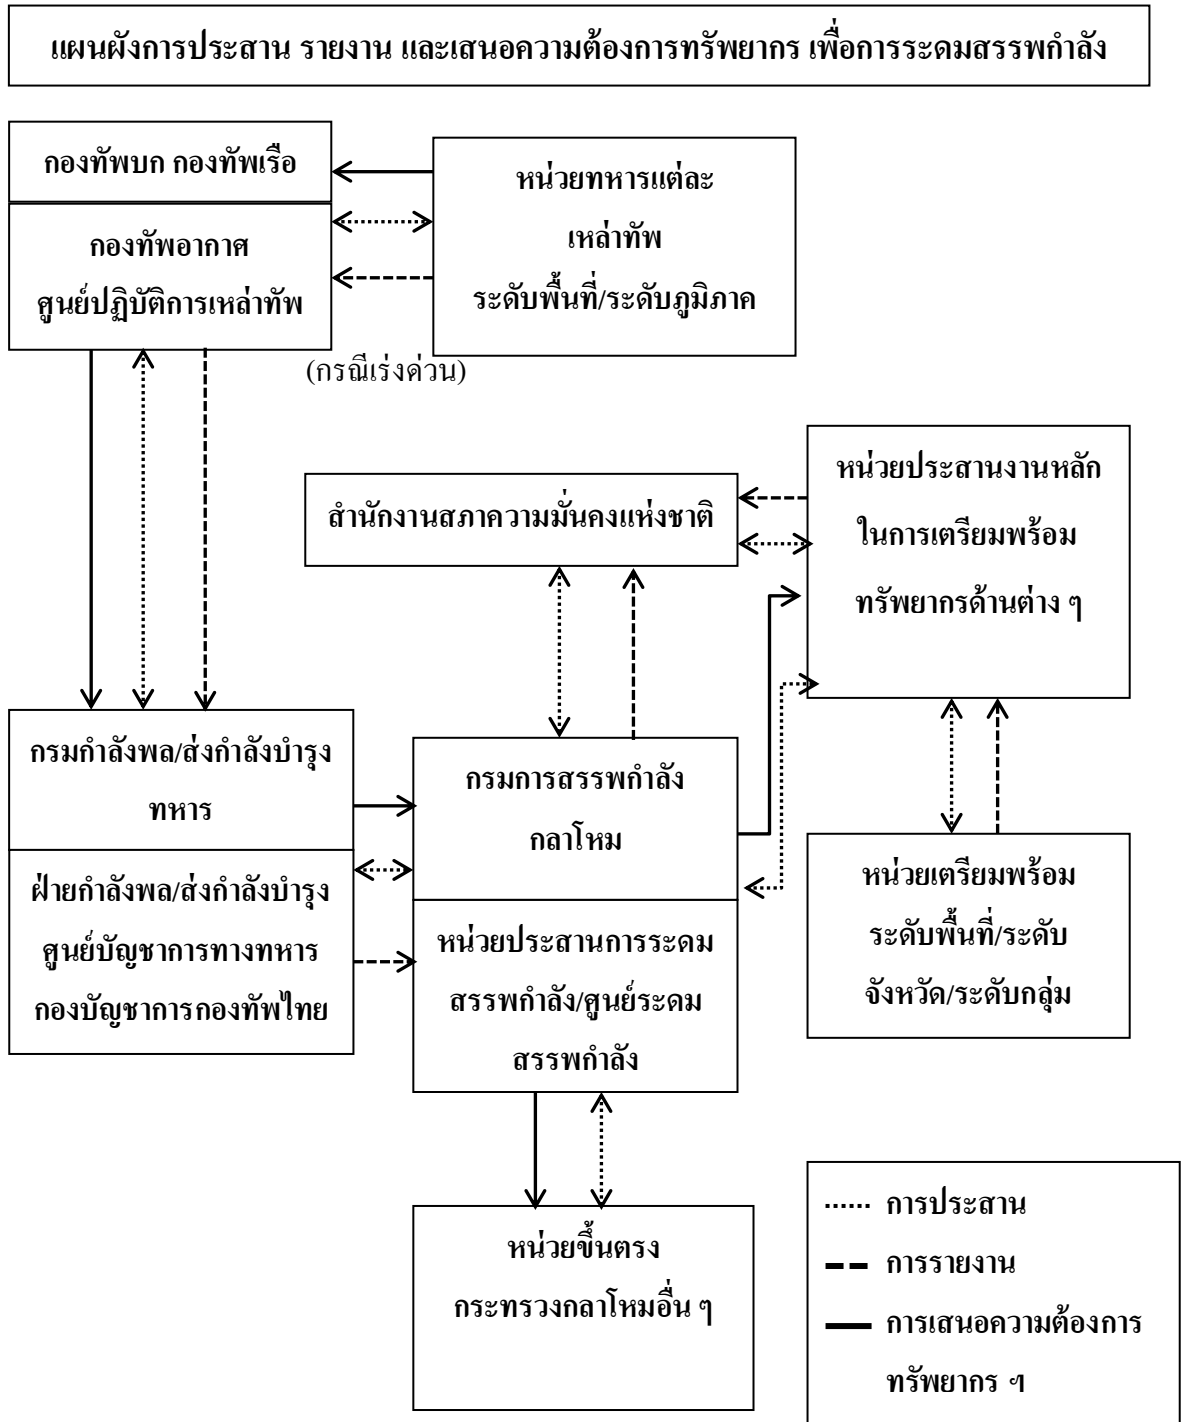 แผนผังการประสาน รายงาน และเสนอความต้องการทรัพยากร เพื่อการระดมสรรพกำลัง
กองทัพบก กองทัพเรือ
กองทัพอากาศ
ศูนย์ปฏิบัติการเหล่าทัพ
หน่วยทหารแต่ละ
เหล่าทัพ
ระดับพื้นที่/ระดับภูมิภาค
(กรณีเร่งด่วน)
สำนักงานสภาความมั่นคงแห่งชาติ
หน่วยประสานงานหลัก
ในการเตรียมพร้อม
ทรัพยากรด้านต่าง ๆ
กรมกำลังพล/ส่งกำลังบำรุง
ทหาร
ฝ่ายกำลังพล/ส่งกำลังบำรุง
ศูนย์บัญชาการทางทหาร
กองบัญชาการกองทัพไทย
กรมการสรรพกำลัง
กลาโหม
หน่วยประสานการระดม
สรรพกำลัง/ศูนย์ระดม
สรรพกำลัง
หน่วยเตรียมพร้อม
ระดับพื้นที่/ระดับ
จังหวัด/ระดับกลุ่ม
หน่วยขึ้นตรง
กระทรวงกลาโหมอื่น ๆ
การประสาน
การรายงาน
การเสนอความต้องการ
ทรัพยากร ฯ